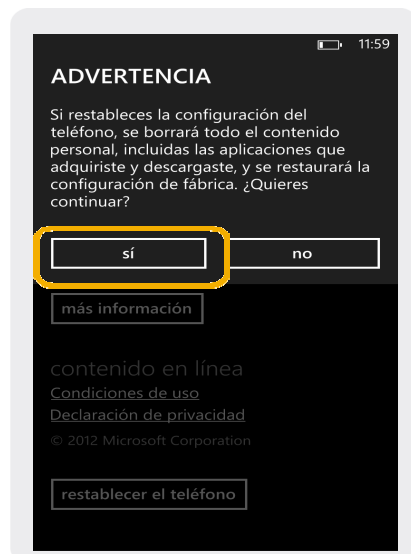 11:59
ADVERTENCIA
Si restableces la configuración del
teléfono, se borrará todo el contenido
personal, incluidas las aplicaciones que
adquiriste y descargaste, y se restaurará la
configuración de fábrica. ¿Quieres
continuar?
sí no
más información
contenido en línea
Condiciones de uso
Declaración de privacidad
© 2012 Microsoft Corporation
restablecer el teléfono